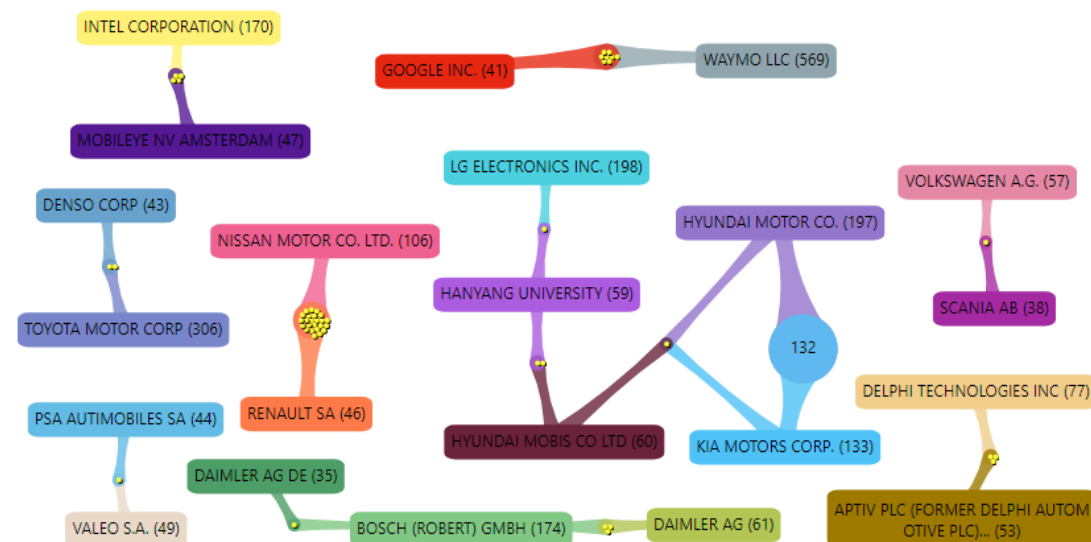 INTEL CORPORATION (170)
GOOGLE INC. (41)
WAYMO LLC (569)
MOBILEYE NV AMSTERDAM (47)
LG ELECTRONICS INC. (198)
VOLKSWAGEN A.G. (57)
DENSO CORP (43)
NISSAN MOTOR CO. LTD. (106)
HYUNDAI MOTOR CO. (197)
HANYANG UNIVERSITY (59)
SCANIA AB (38)
TOYOTA MOTOR CORP (306)
132
DELPHI TECHNOLOGIES INC (77)
PSA AUTIMOBILES SA (44)
RENAULT SA (46)
HYUNDAI MOBIS CO LTD (60)
KIA MOTORS CORP. (133)
DAIMLER AG DE (35)
VALEO S.A. (49)
BOSCH (ROBERT) GMBH (174)
DAIMLER AG (61)
APTIV PLC (FORMER DELPHI AUTOM
OTIVE PLC)... (53)